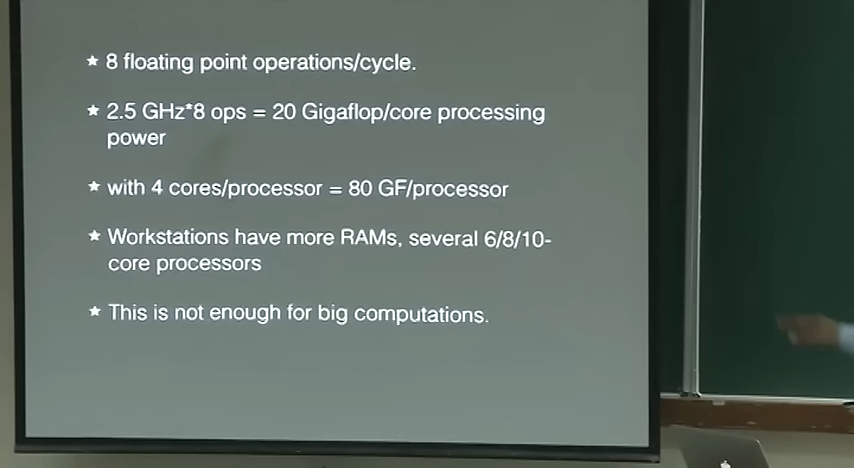 ★ 8 floating point operations/cycle.
★ 2.5 GHz*8 ops = 20 Gigaflop/core processing
power
★ with 4 cores/processor = 80 GF/processor
★ Workstations have more RAMs, several 6/8/10-
core processors
★ This is not enough for big computations.